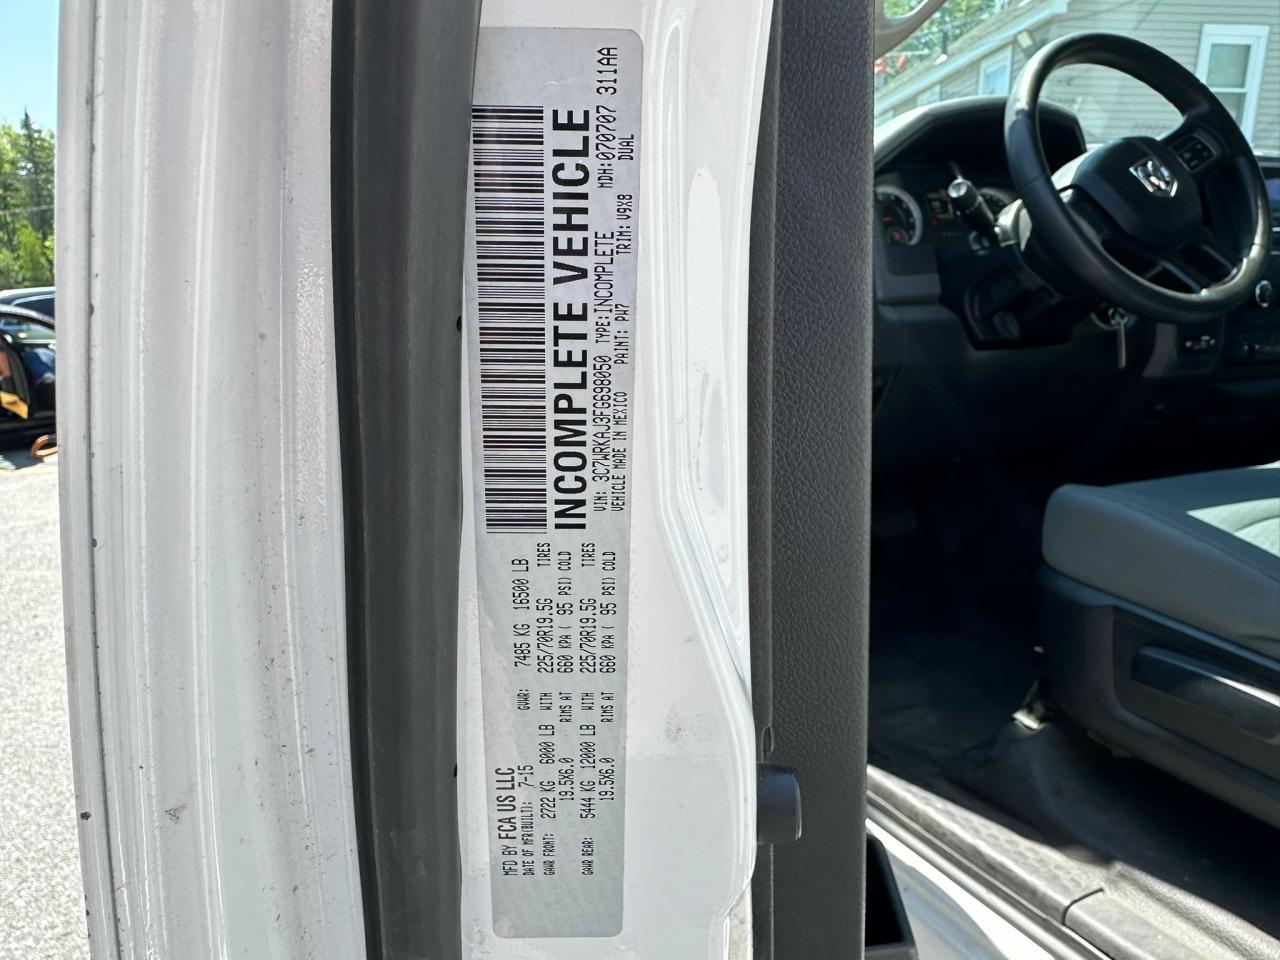 MFD BY FCA US LLC
DATE OF MFR(BUILT): 7-15 GVWR: 7485 KG 16500 LB
GAWR FRONT: 2722 KG 6000 LB WITH 225/70R19.5G TIRES
19.5X6.0 RIMS AT 660 KPA ( 95 PSI) COLD
GAWR REAR: 5444 KG 12000 LB WITH 225/70R19.5G TIRES
19.5X6.0 RIMS AT 660 KPA ( 95 PSI) COLD
INCOMPLETE VEHICLE
VIN: 3C7WRKAJ3FG698050 TYPE: INCOMPLETE MDH: 070707 311AA
VEHICLE MADE IN MEXICO PAINT: PW7 TRIM: V9X8 DUAL